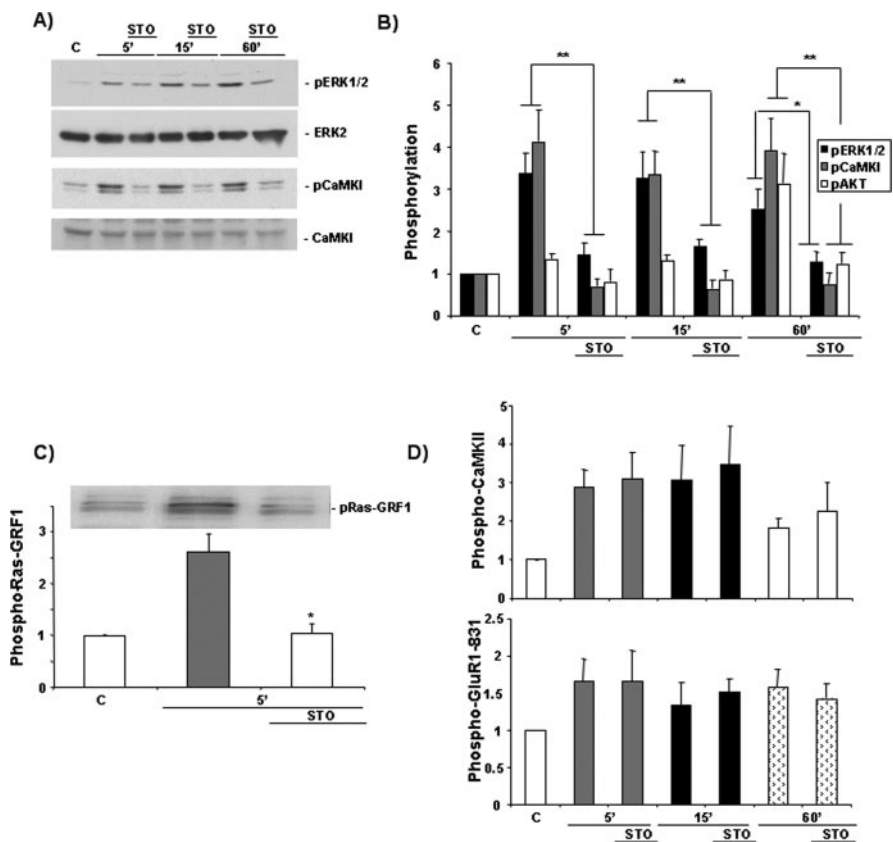 A)
STO STO STO
C 5' 15' 60'
- pERK1/2
- ERK2
- pCaMKI
- CaMKI
B)
Phosphorylation
6
5
4
3
2
1
0
** ** ** *
pERK1/2
pCaMKI
pAKT
C 5' 15' 60'
STO STO STO
C)
- pRas-GRF1
Phospho-Ras-GRF1
3
2
1
0
*
C 5'
STO
D)
Phospho-CaMKII
5
4
3
2
1
0
Phospho-GluR1-831
2.5
2
1.5
1
0.5
0
C 5' 15' 60'
STO STO STO